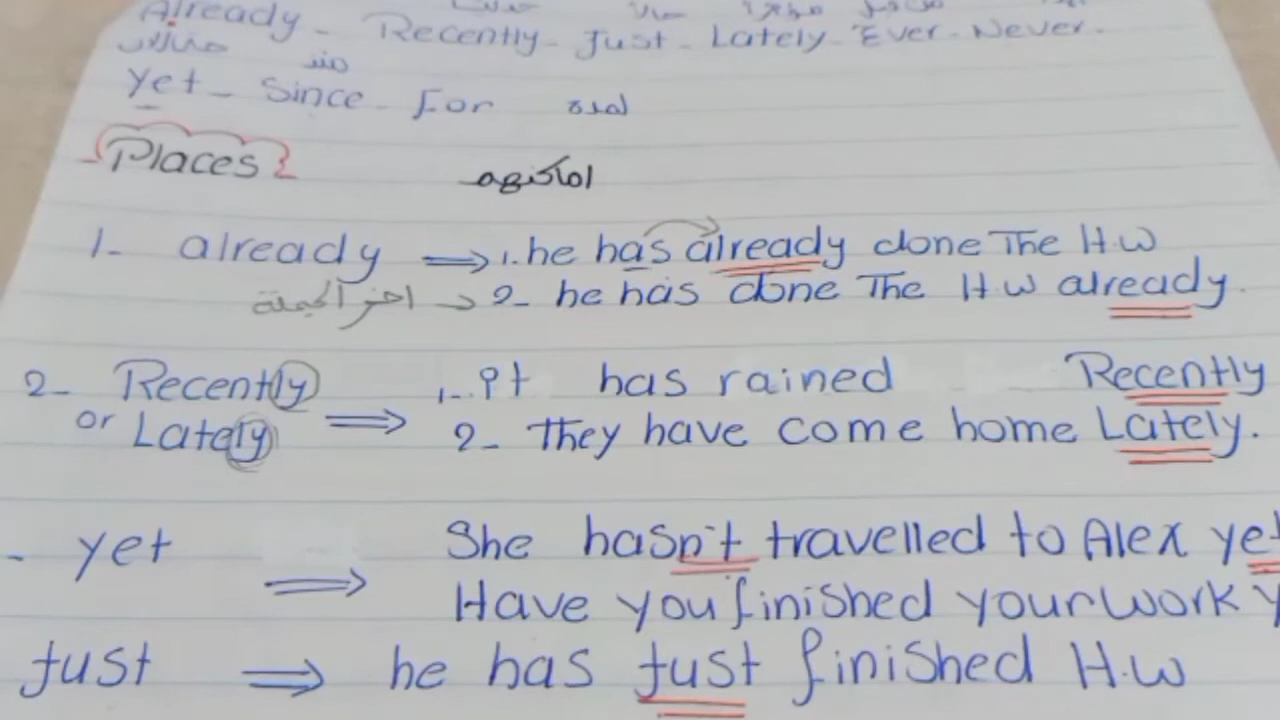 Already - Recently - Just - Lately - Ever - Never.
منذ
Yet - Since - For لمدة
Places اماكنهم
1- already ⇒ 1. he has already done The H.W
اخر الجملة → 2- he has done The H W already.
2- Recently ⇒ 1- It has rained Recently
or Lately 2- They have come home Lately.
- yet ⇒ She hasn't travelled to Alex yet
Have you finished your work y
Just ⇒ he has Just finished H.W